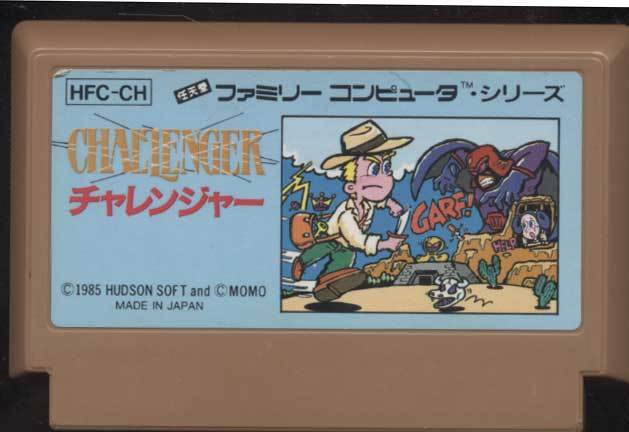 HFC-CH
任天堂 ファミリー コンピュータ™・シリーズ
CHALLENGER
チャレンジャー
GARF!
HELP
©1985 HUDSON SOFT and ©MOMO
MADE IN JAPAN